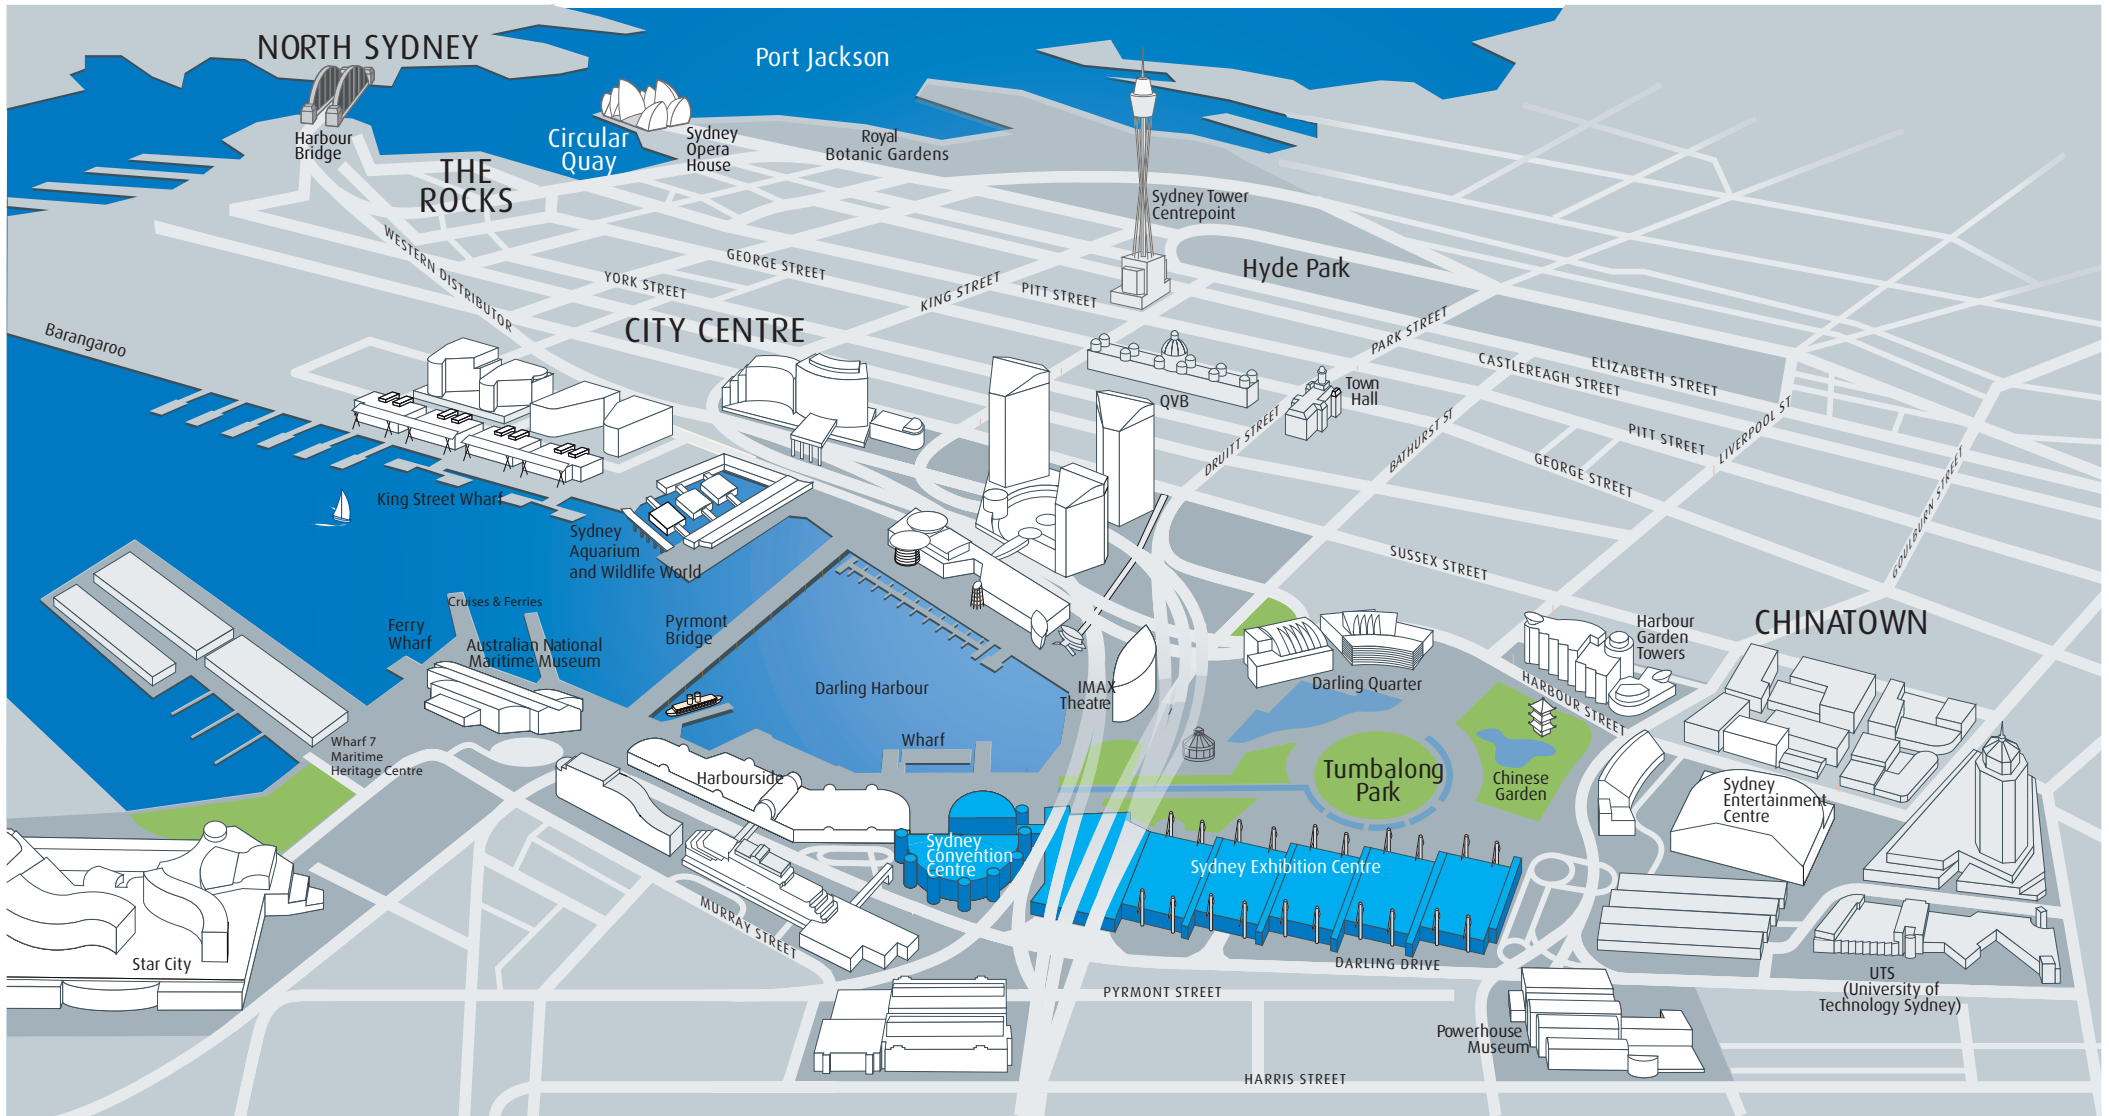 NORTH SYDNEY
Port Jackson
Harbour
Bridge
Circular
Quay
Sydney
Opera
House
Royal
Botanic Gardens
THE
ROCKS
Sydney Tower
Centrepoint
WESTERN DISTRIBUTOR
GEORGE STREET
YORK STREET
KING STREET
PITT STREET
Hyde Park
CITY CENTRE
Barangaroo
PARK STREET
CASTLEREAGH STREET
ELIZABETH STREET
Town
Hall
QVB
DRUITT STREET
BATHURST ST
LIVERPOOL ST
PITT STREET
GEORGE STREET
GOULBURN STREET
King Street Wharf
Sydney
Aquarium
and Wildlife World
SUSSEX STREET
Cruises & Ferries
Ferry
Wharf
Australian National
Maritime Museum
Pyrmont
Bridge
Darling Harbour
IMAX
Theatre
Darling Quarter
Harbour
Garden
Towers
CHINATOWN
HARBOUR STREET
Wharf 7
Maritime
Heritage Centre
Wharf
Harbourside
Tumbalong
Park
Chinese
Garden
Sydney
Entertainment
Centre
Sydney
Convention
Centre
Sydney Exhibition Centre
MURRAY STREET
Star City
DARLING DRIVE
PYRMONT STREET
UTS
(University of
Technology Sydney)
Powerhouse
Museum
HARRIS STREET